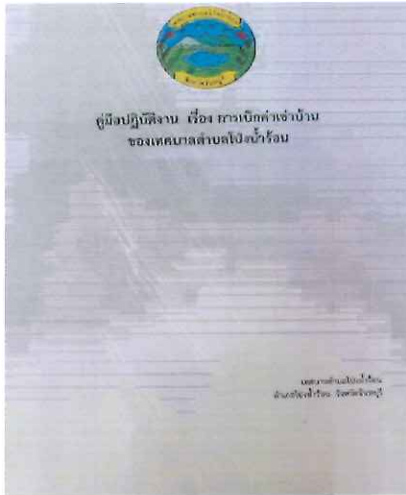 คู่มือปฏิบัติงาน เรื่อง การเบิกค่าเช่าบ้าน
ของเทศบาลตำบลโป่งน้ำร้อน
เทศบาลตำบลโป่งน้ำร้อน
อำเภอโป่งน้ำร้อน จังหวัดจันทบุรี